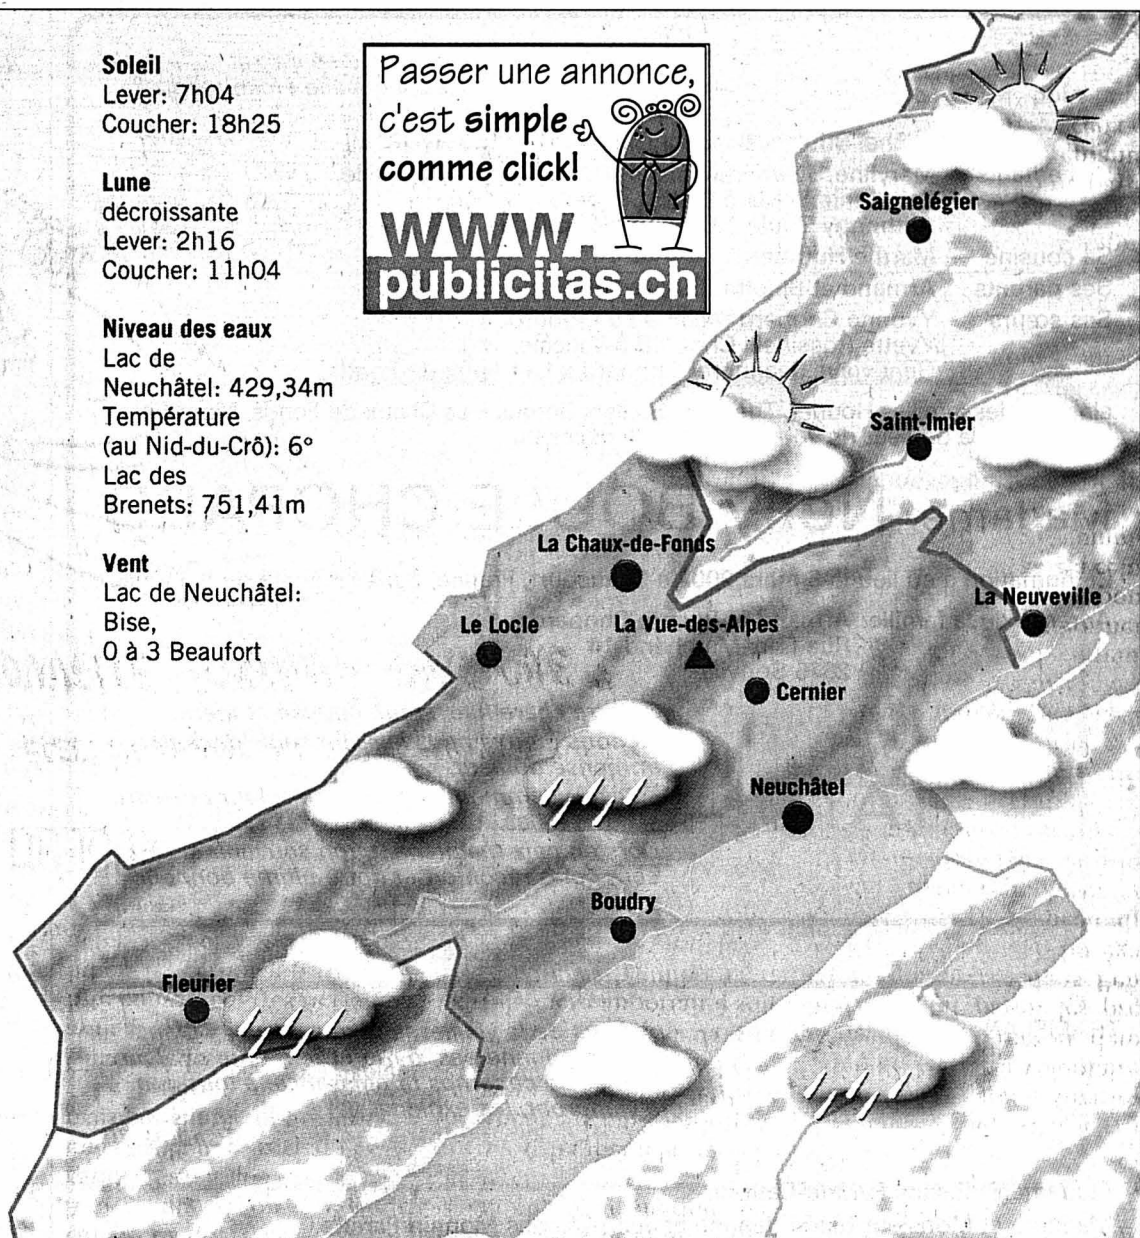 Soleil
Lever: 7h04
Coucher: 18h25
Lune
décroissante
Lever: 2h16
Coucher: 11h04
Niveau des eaux
Lac de
Neuchâtel: 429,34m
Température
(au Nid-du-Crô): 6°
Lac des
Brenets: 751,41m
Vent
Lac de Neuchâtel:
Bise,
0 à 3 Beaufort
Passer une annonce,
c'est simple
comme click!
www.
publicitas.ch
Saignelégier
Saint-Imier
La Chaux-de-Fonds
La Neuveville
Le Locle
La Vue-des-Alpes
Cernier
Neuchâtel
Boudry
Fleurier